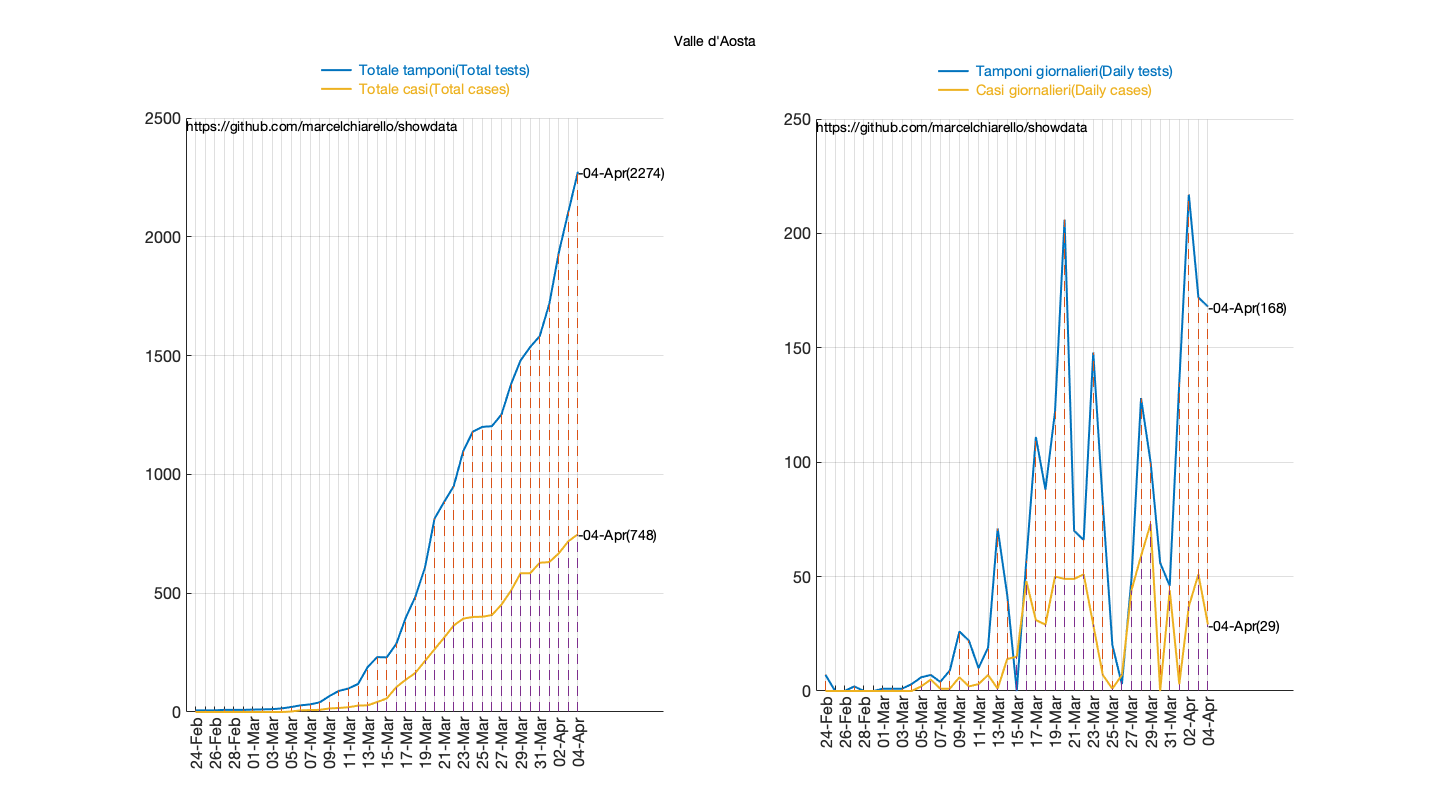 Valle d'Aosta
Totale tamponi(Total tests)
Totale casi(Total cases)
2500
https://github.com/marcelchiarello/showdata
-04-Apr(2274)
2000
1500
1000
-04-Apr(748)
500
0
24-Feb
26-Feb
28-Feb
01-Mar
03-Mar
05-Mar
07-Mar
09-Mar
11-Mar
13-Mar
15-Mar
17-Mar
19-Mar
21-Mar
23-Mar
25-Mar
27-Mar
29-Mar
31-Mar
02-Apr
04-Apr
Tamponi giornalieri(Daily tests)
Casi giornalieri(Daily cases)
250
https://github.com/marcelchiarello/showdata
200
-04-Apr(168)
150
100
50
-04-Apr(29)
0
24-Feb
26-Feb
28-Feb
01-Mar
03-Mar
05-Mar
07-Mar
09-Mar
11-Mar
13-Mar
15-Mar
17-Mar
19-Mar
21-Mar
23-Mar
25-Mar
27-Mar
29-Mar
31-Mar
02-Apr
04-Apr